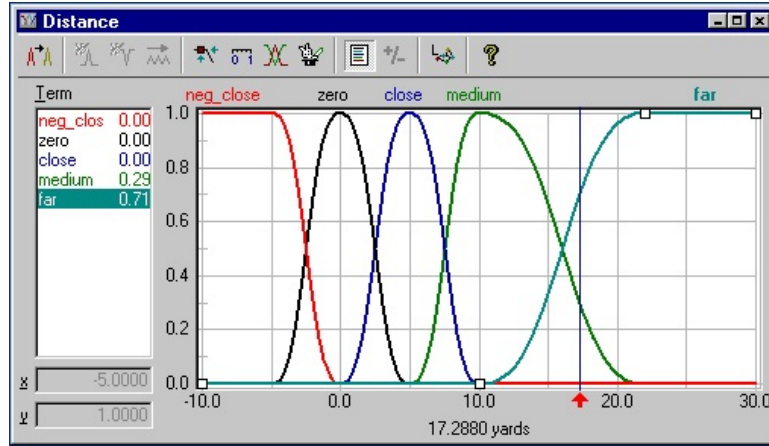 Distance
+/-
0 1
?
Term
neg_clos 0.00
zero 0.00
close 0.00
medium 0.29
far 0.71
neg_close zero close medium far
1.0
0.8
0.6
0.4
0.2
0.0
-10.0 0.0 10.0 20.0 30.0
x -5.0000
y 1.0000
17.2880 yards